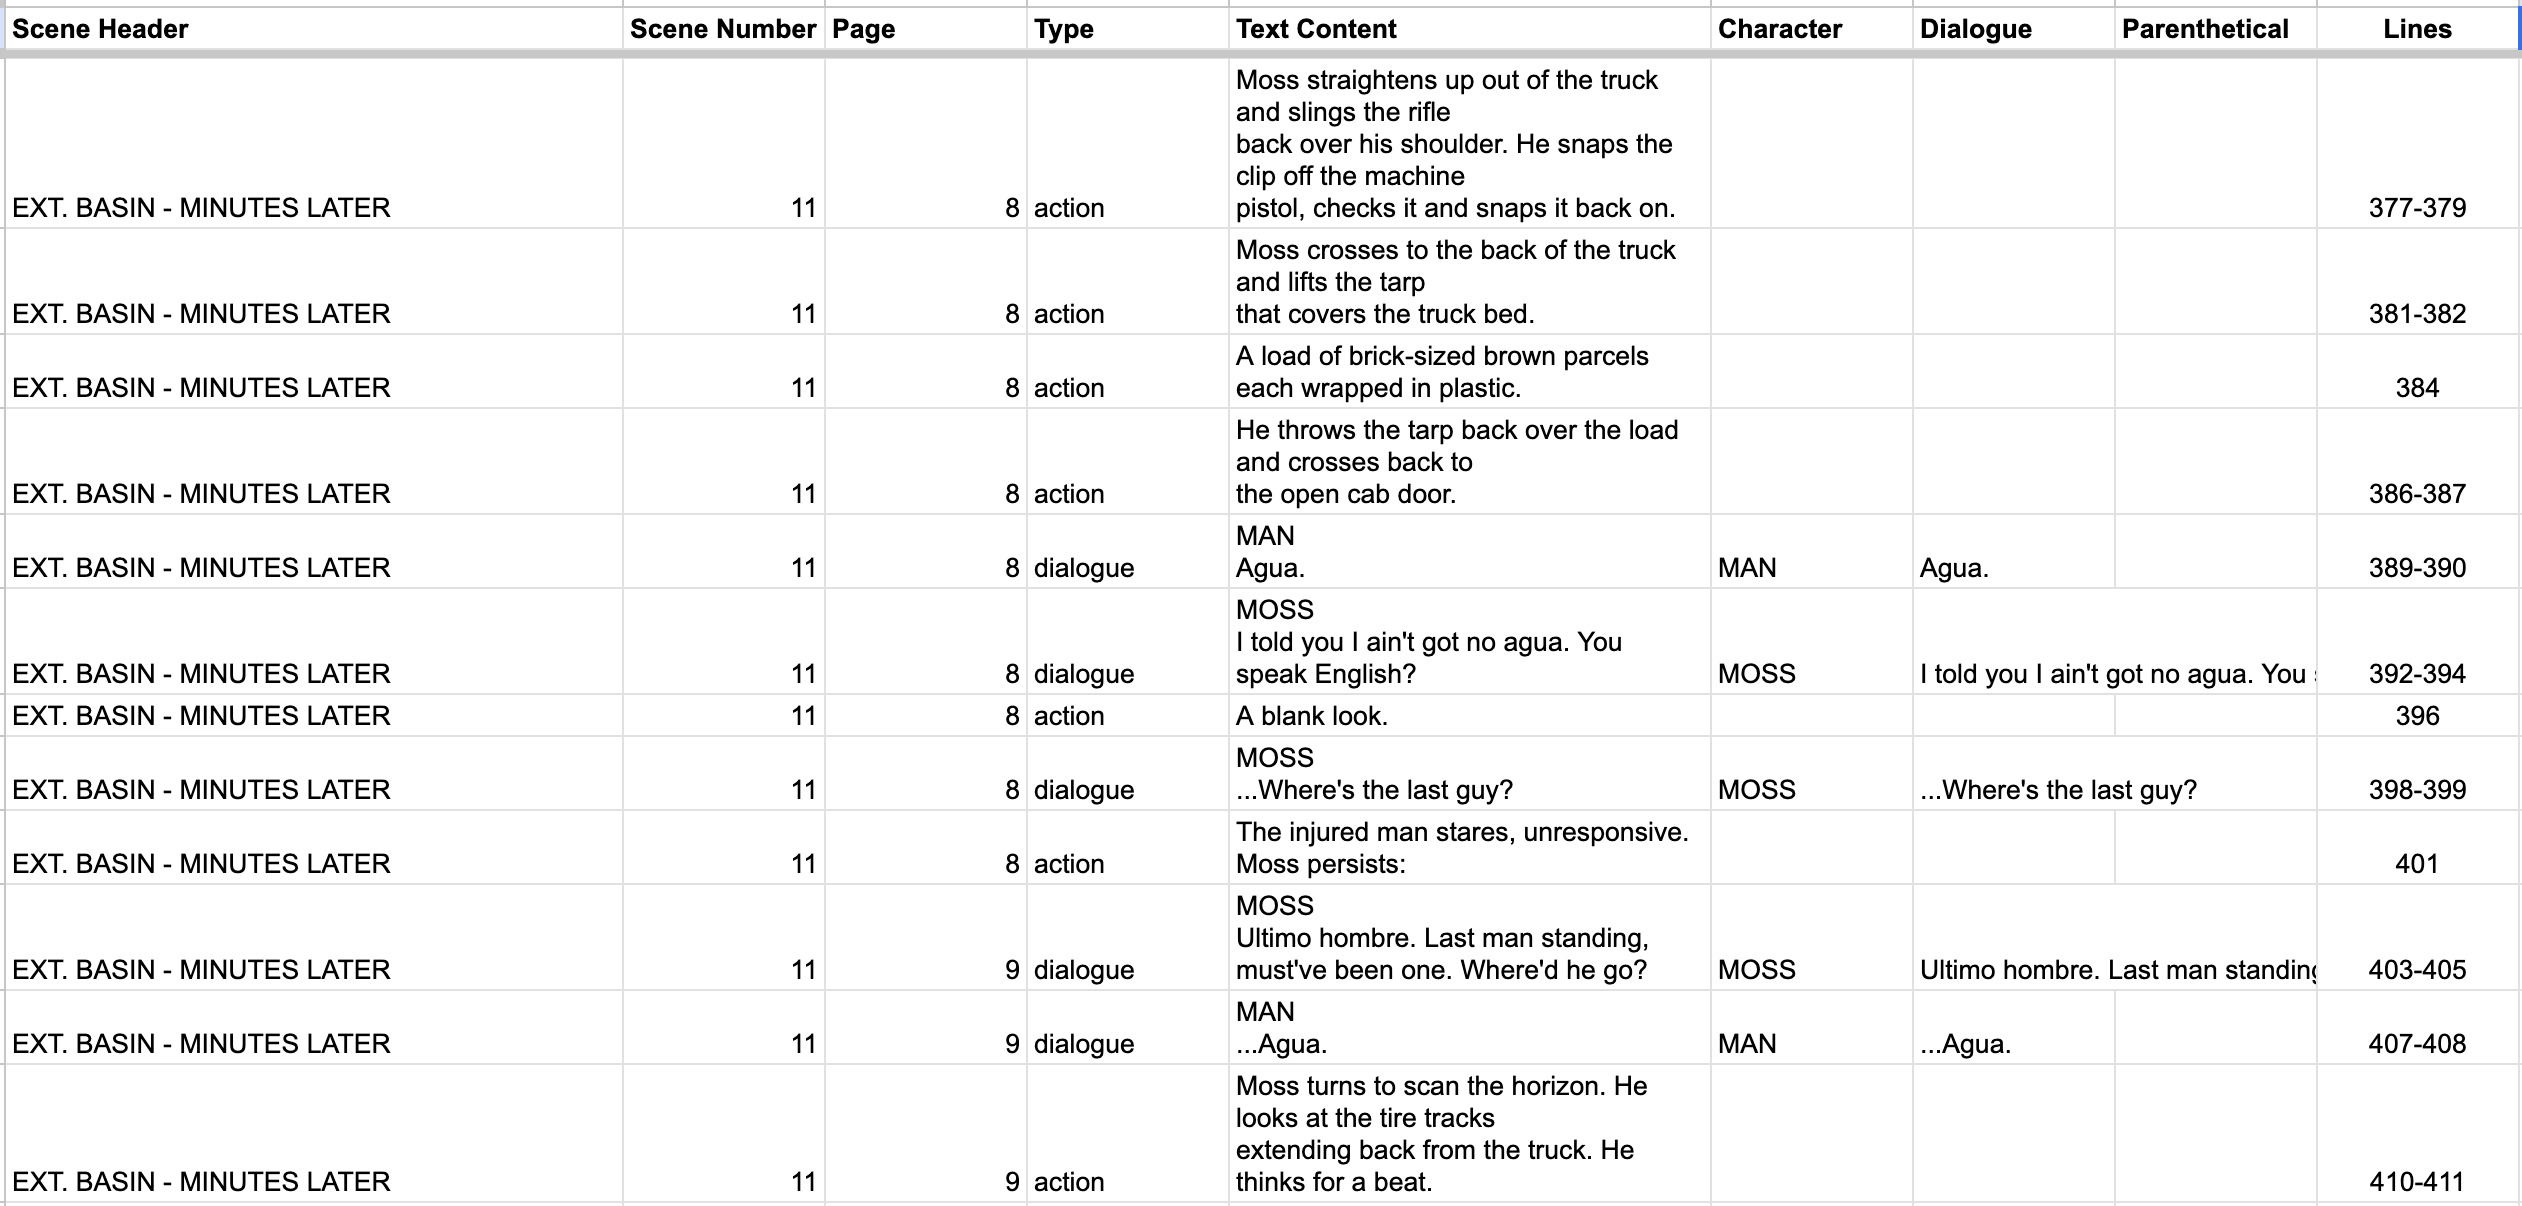 Scene Header Scene Number Page Type Text Content Character Dialogue Parenthetical Lines
Moss straightens up out of the truck
and slings the rifle
back over his shoulder. He snaps the
clip off the machine
EXT. BASIN - MINUTES LATER 11 8 action pistol, checks it and snaps it back on. 377-379
Moss crosses to the back of the truck
and lifts the tarp
EXT. BASIN - MINUTES LATER 11 8 action that covers the truck bed. 381-382
A load of brick-sized brown parcels
EXT. BASIN - MINUTES LATER 11 8 action each wrapped in plastic. 384
He throws the tarp back over the load
and crosses back to
EXT. BASIN - MINUTES LATER 11 8 action the open cab door. 386-387
MAN
EXT. BASIN - MINUTES LATER 11 8 dialogue Agua. MAN Agua. 389-390
MOSS
I told you I ain't got no agua. You
EXT. BASIN - MINUTES LATER 11 8 dialogue speak English? MOSS I told you I ain't got no agua. You 392-394
EXT. BASIN - MINUTES LATER 11 8 action A blank look. 396
MOSS
EXT. BASIN - MINUTES LATER 11 8 dialogue ...Where's the last guy? MOSS ...Where's the last guy? 398-399
The injured man stares, unresponsive.
EXT. BASIN - MINUTES LATER 11 8 action Moss persists: 401
MOSS
Ultimo hombre. Last man standing,
EXT. BASIN - MINUTES LATER 11 9 dialogue must've been one. Where'd he go? MOSS Ultimo hombre. Last man standing 403-405
MAN
EXT. BASIN - MINUTES LATER 11 9 dialogue ...Agua. MAN ...Agua. 407-408
Moss turns to scan the horizon. He
looks at the tire tracks
extending back from the truck. He
EXT. BASIN - MINUTES LATER 11 9 action thinks for a beat. 410-411